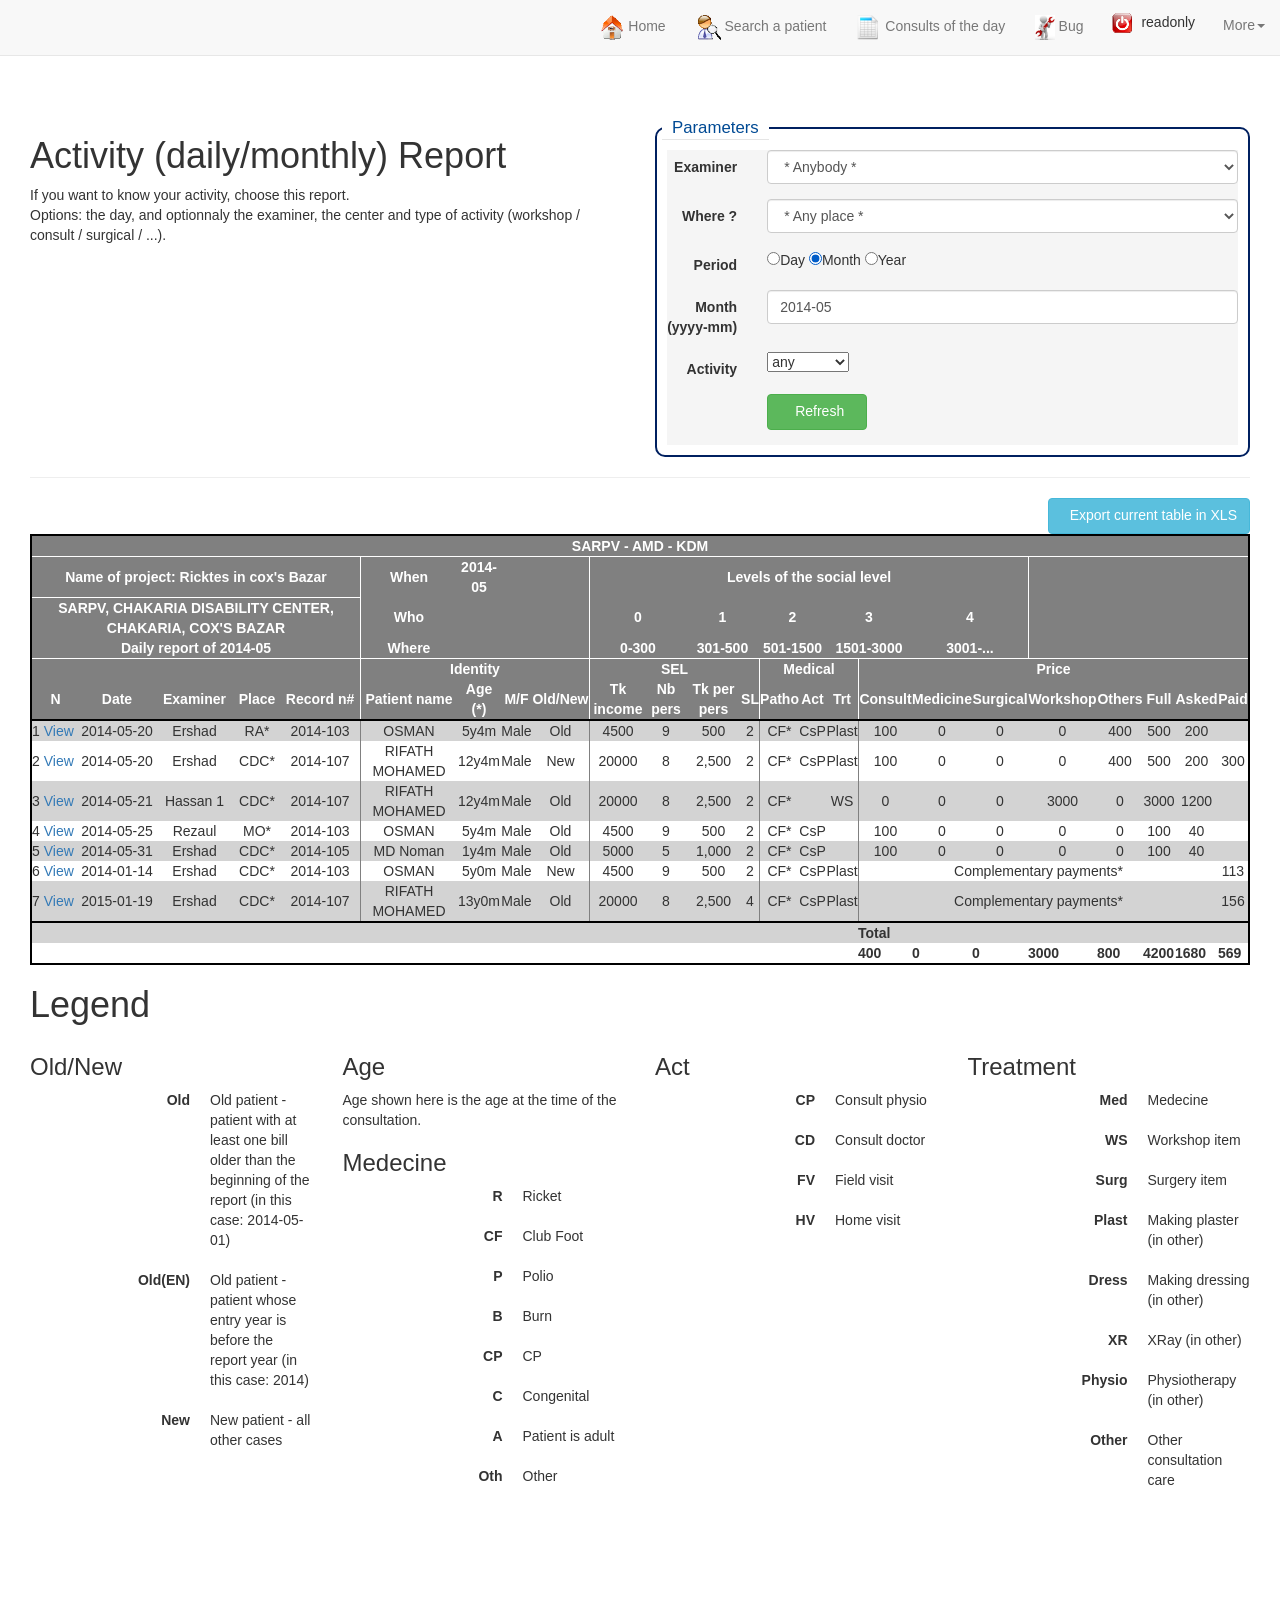 Home Search a patient Consults of the day Bug readonly More
Activity (daily/monthly) Report
If you want to know your activity, choose this report.
Options: the day, and optionnaly the examiner, the center and type of activity (workshop /
consult / surgical / ...).
Parameters
Examiner * Anybody *
Where ? * Any place *
Period Day Month Year
Month
(yyyy-mm) 2014-05
Activity any
Refresh
Export current table in XLS
SARPV - AMD - KDM
Name of project: Ricktes in cox's Bazar When 2014-
05 Levels of the social level
SARPV, CHAKARIA DISABILITY CENTER,
CHAKARIA, COX'S BAZAR Who 0 1 2 3 4
Daily report of 2014-05 Where 0-300 301-500 501-1500 1501-3000 3001-...
Identity SEL Medical Price
N Date Examiner Place Record n# Patient name Age
(*) M/F Old/New Tk
income Nb
pers Tk per
pers SL Patho Act Trt Consult Medicine Surgical Workshop Others Full Asked Paid
1 View 2014-05-20 Ershad RA* 2014-103 OSMAN 5y4m Male Old 4500 9 500 2 CF* CsP Plast 100 0 0 0 400 500 200
2 View 2014-05-20 Ershad CDC* 2014-107 RIFATH
MOHAMED 12y4m Male New 20000 8 2,500 2 CF* CsP Plast 100 0 0 0 400 500 200 300
3 View 2014-05-21 Hassan 1 CDC* 2014-107 RIFATH
MOHAMED 12y4m Male Old 20000 8 2,500 2 CF* WS 0 0 0 3000 0 3000 1200
4 View 2014-05-25 Rezaul MO* 2014-103 OSMAN 5y4m Male Old 4500 9 500 2 CF* CsP 100 0 0 0 0 100 40
5 View 2014-05-31 Ershad CDC* 2014-105 MD Noman 1y4m Male Old 5000 5 1,000 2 CF* CsP 100 0 0 0 0 100 40
6 View 2014-01-14 Ershad CDC* 2014-103 OSMAN 5y0m Male New 4500 9 500 2 CF* CsP Plast Complementary payments* 113
7 View 2015-01-19 Ershad CDC* 2014-107 RIFATH
MOHAMED 13y0m Male Old 20000 8 2,500 4 CF* CsP Plast Complementary payments* 156
Total
400 0 0 3000 800 4200 1680 569
Legend
Old/New
Old Old patient -
patient with at
least one bill
older than the
beginning of the
report (in this
case: 2014-05-
01)
Old(EN) Old patient -
patient whose
entry year is
before the
report year (in
this case: 2014)
New New patient - all
other cases
Age
Age shown here is the age at the time of the
consultation.
Medecine
R Ricket
CF Club Foot
P Polio
B Burn
CP CP
C Congenital
A Patient is adult
Oth Other
Act
CP Consult physio
CD Consult doctor
FV Field visit
HV Home visit
Treatment
Med Medecine
WS Workshop item
Surg Surgery item
Plast Making plaster
(in other)
Dress Making dressing
(in other)
XR XRay (in other)
Physio Physiotherapy
(in other)
Other Other
consultation
care